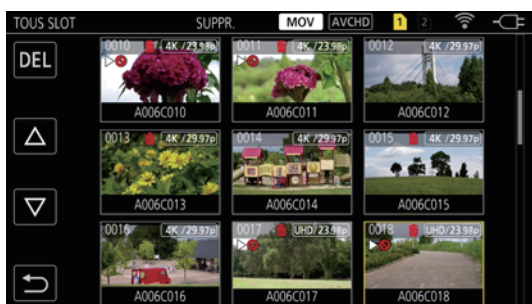 TOUS SLOT SUPPR. MOV AVCHD 1 2
DEL
0010 4K /23.98p 0011 4K /23.98p 0012 4K /29.97p
A006C010 A006C011 A006C012
0013 4K /29.97p 0014 4K /29.97p 0015 4K /29.97p
A006C013 A006C014 A006C015
0016 4K /29.97p 0017 UHD/23.98p 0018 UHD/23.98p
A006C016 A006C017 A006C018